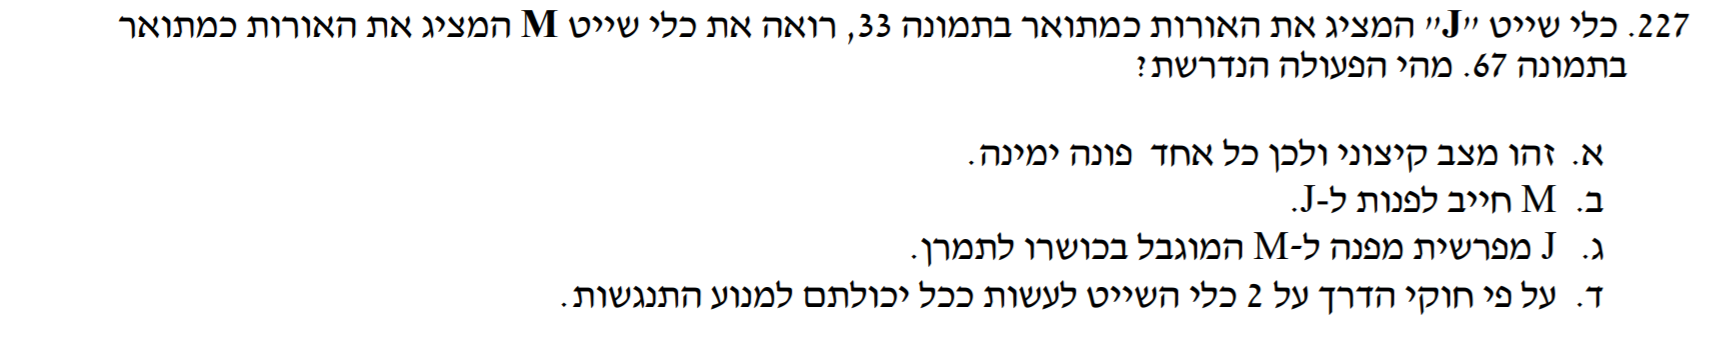 227. כלי שייט "J" המציג את האורות כמתואר בתמונה 33, רואה את כלי שייט M המציג את האורות כמתואר
בתמונה 67. מהי הפעולה הנדרשת?
א. זהו מצב קיצוני ולכן כל אחד פונה ימינה.
ב. M חייב לפנות ל-J.
ג. J מפרשית מפנה ל-M המוגבל בכושרו לתמרן.
ד. על פי חוקי הדרך על 2 כלי השייט לעשות ככל יכולתם למנוע התנגשות.